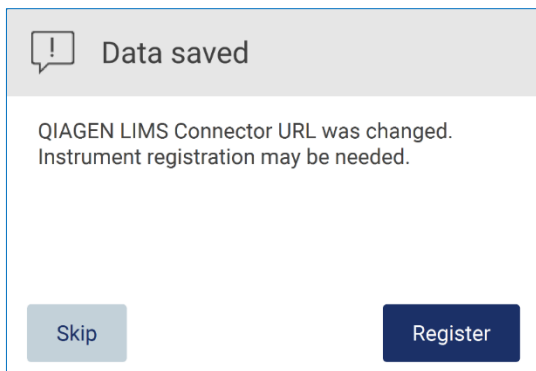 !
Data saved
QIAGEN LIMS Connector URL was changed.
Instrument registration may be needed.
Skip
Register